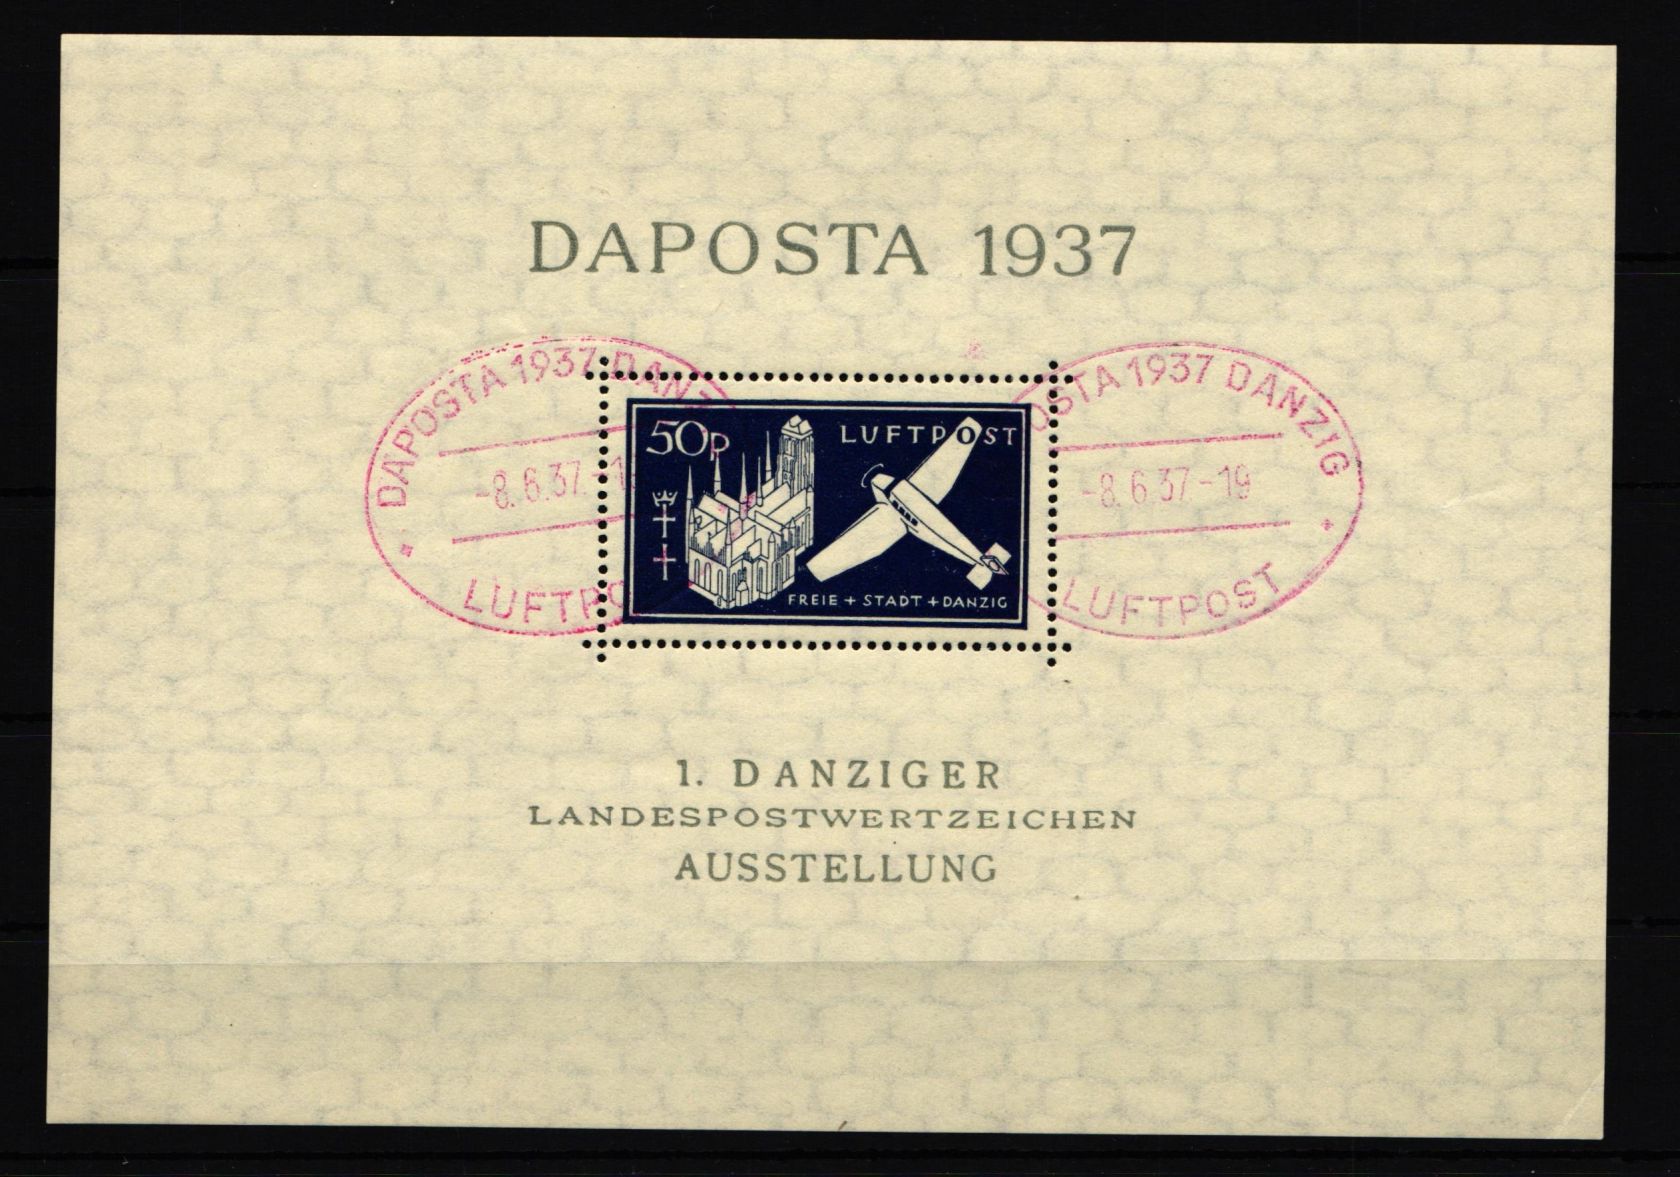 DAPOSTA 1937
DAPOSTA 1937 DANZ
-8.6.37-1
LUFTPO
50p
LUFTPOST
FREIE + STADT + DANZIG
OSTA 1937 DANZIG
-8.6.37-19
LUFTPOST
1. DANZIGER
LANDESPOSTWERTZEICHEN
AUSSTELLUNG